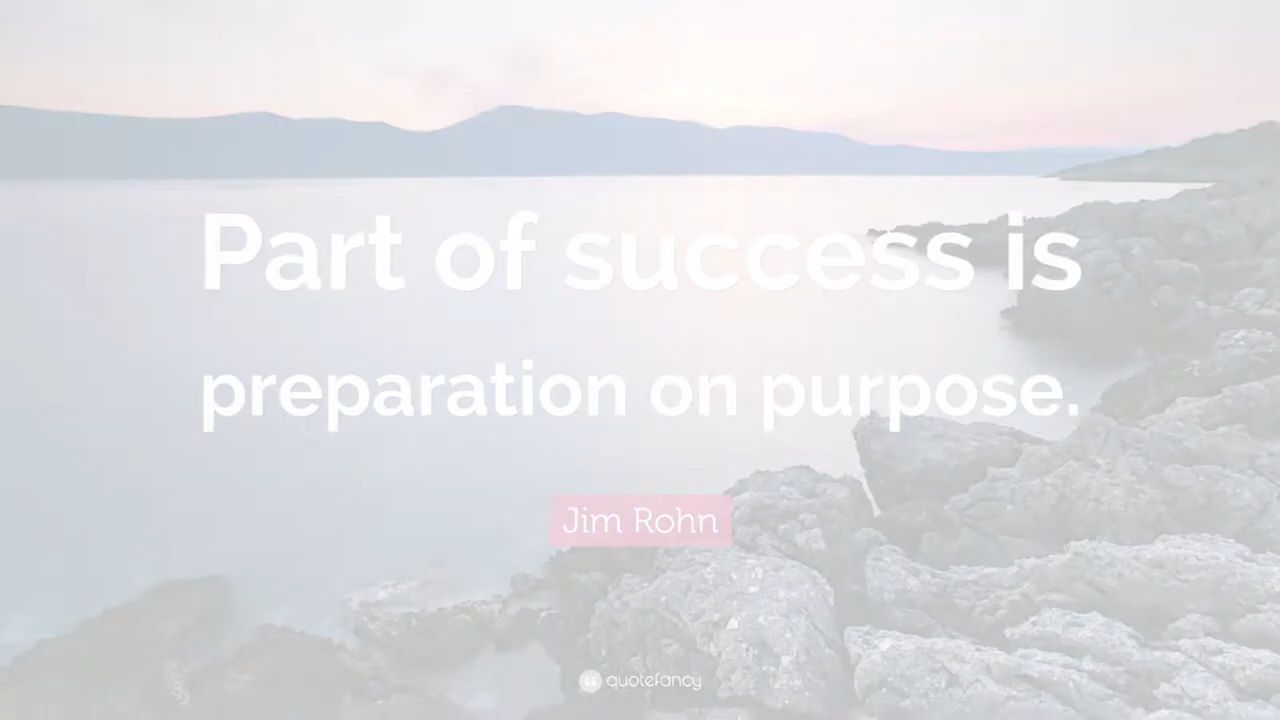 Part of success is
preparation on purpose.
Jim Rohn
quotefancy